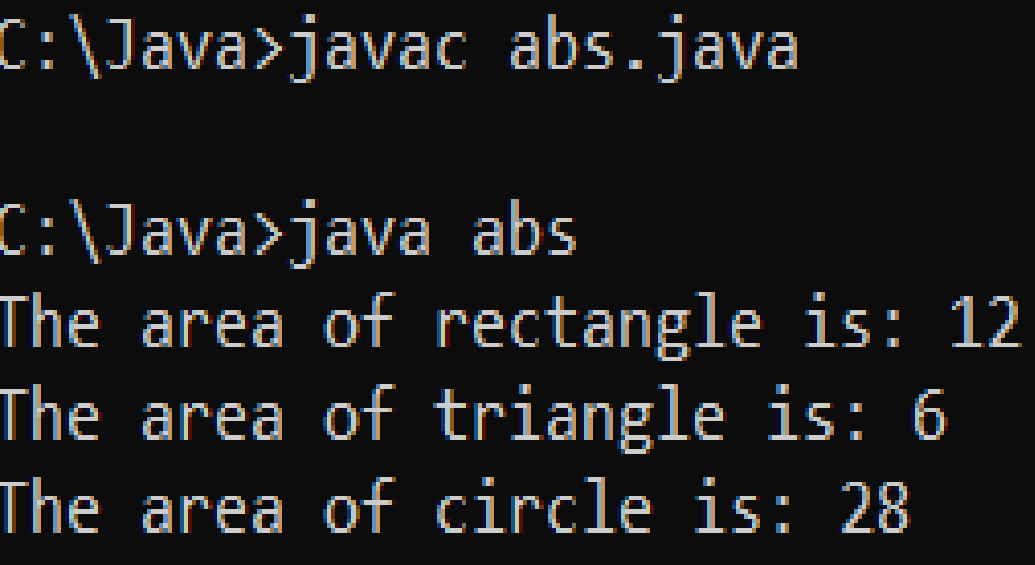 C:\Java>javac abs.java
C:\Java>java abs
The area of rectangle is: 12
The area of triangle is: 6
The area of circle is: 28